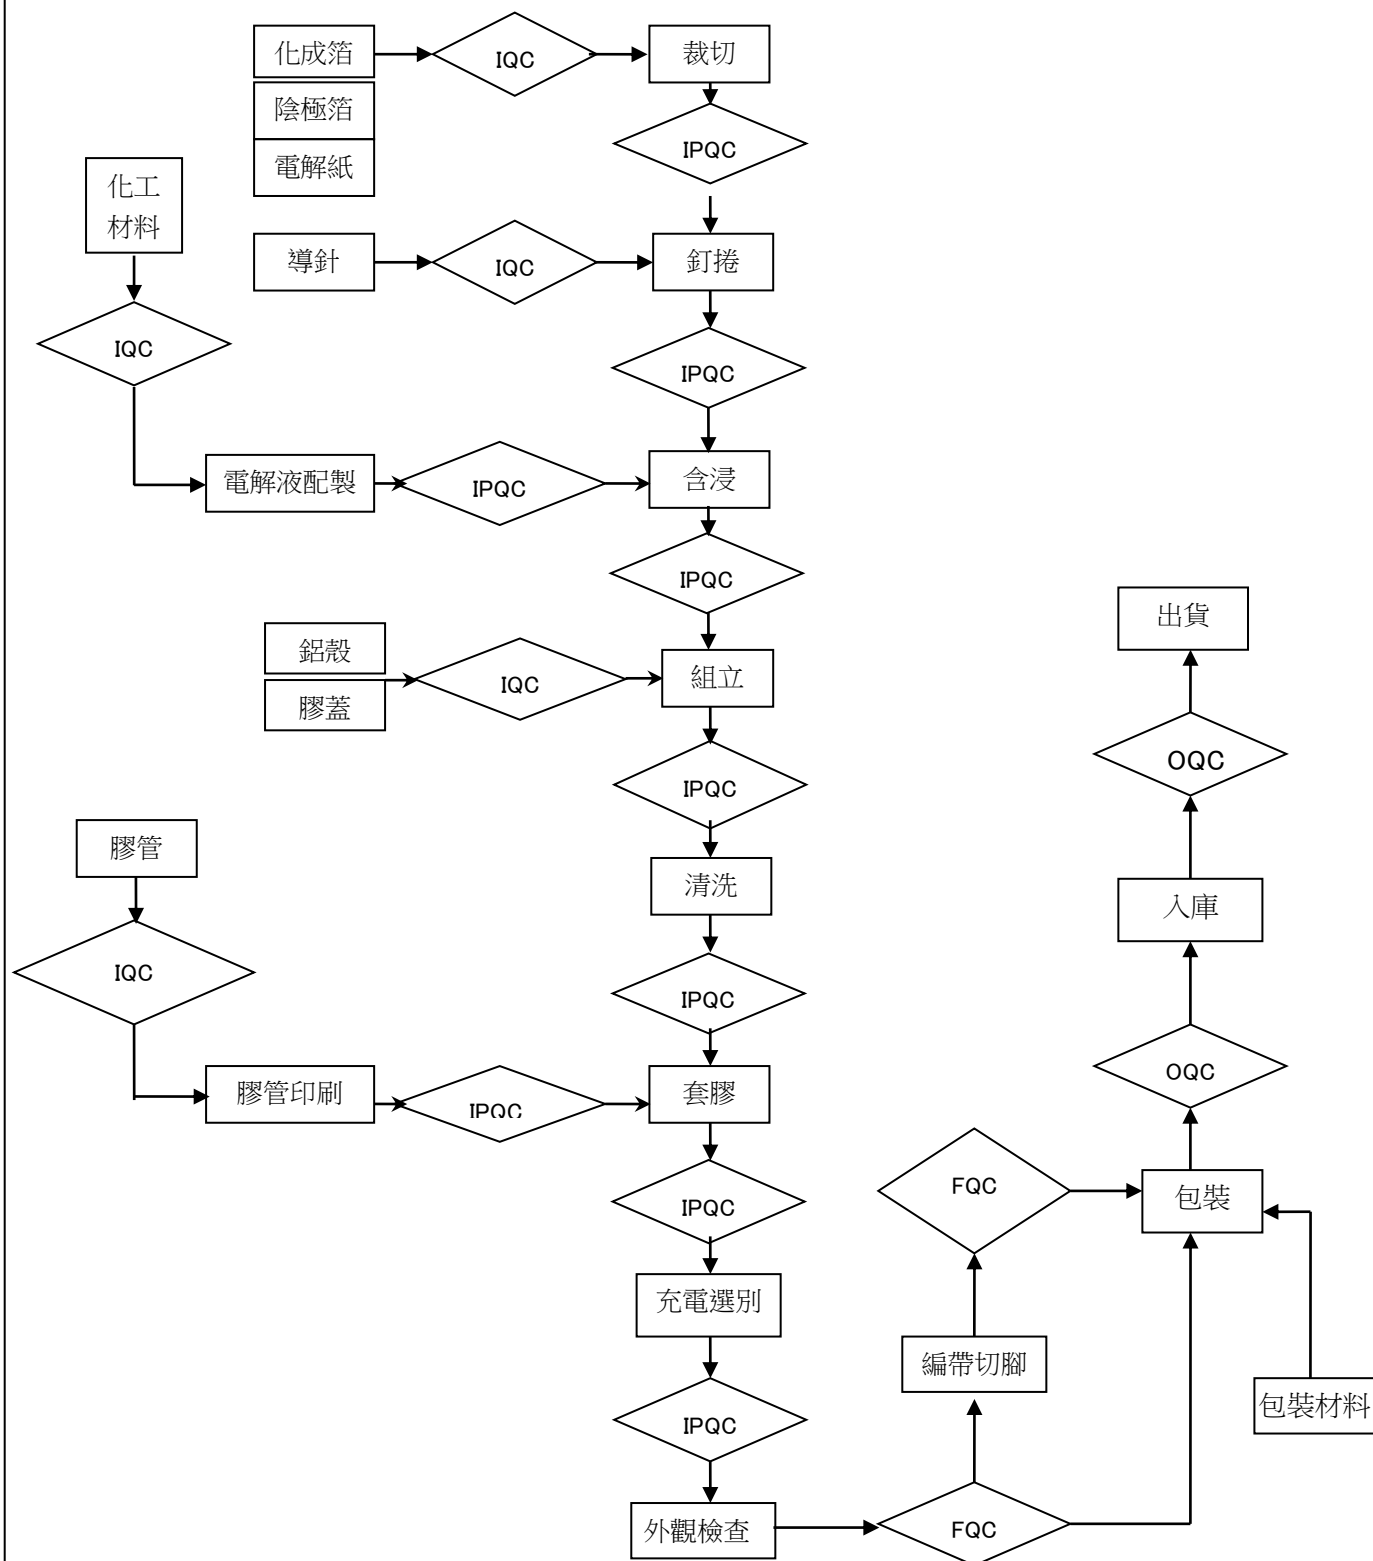 化成箔
IQC
裁切
陰極箔
IPQC
電解紙
化工
材料
導針
IQC
釘捲
IQC
IPQC
電解液配製
IPQC
含浸
IPQC
鋁殼
膠蓋
IQC
組立
出貨
IPQC
OQC
膠管
清洗
入庫
IQC
IPQC
膠管印刷
IPQC
套膠
OQC
IPQC
FQC
包裝
充電選別
編帶切腳
包裝材料
IPQC
外觀檢查
FQC